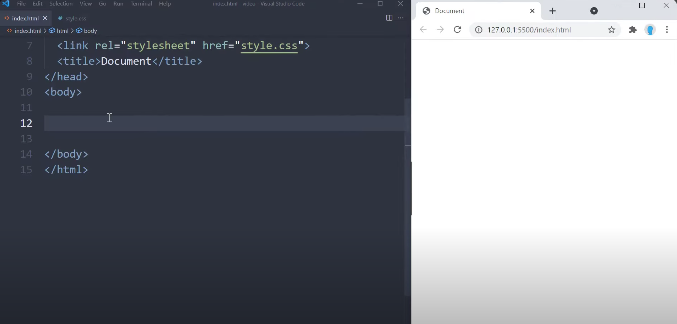 File Edit Selection View Go Run Terminal Help
index.html - video - Visual Studio Code
index.html
style.css
index.html > html > body
7 <link rel="stylesheet" href="style.css">
8 <title>Document</title>
9 </head>
10 <body>
11
12
13
14 </body>
15 </html>
Document
127.0.0.1:5500/index.html